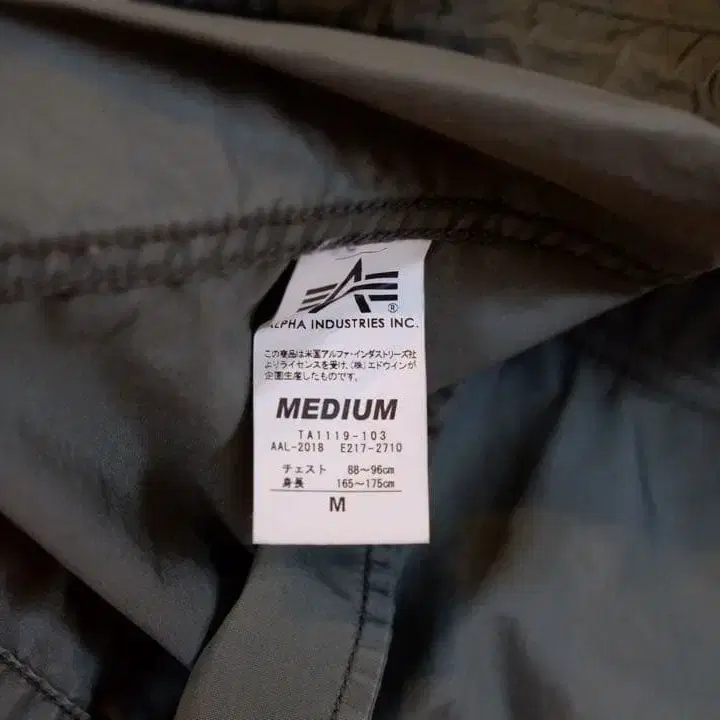 ALPHA INDUSTRIES INC.
この商品は米国アルファ・インダストリーズ社
よりライセンスを受け、(株)エドウインが
企画生産したものです。
MEDIUM
TA1119-103
AAL-2018 E217-2710
チェスト 88～96cm
身長 165～175cm
M